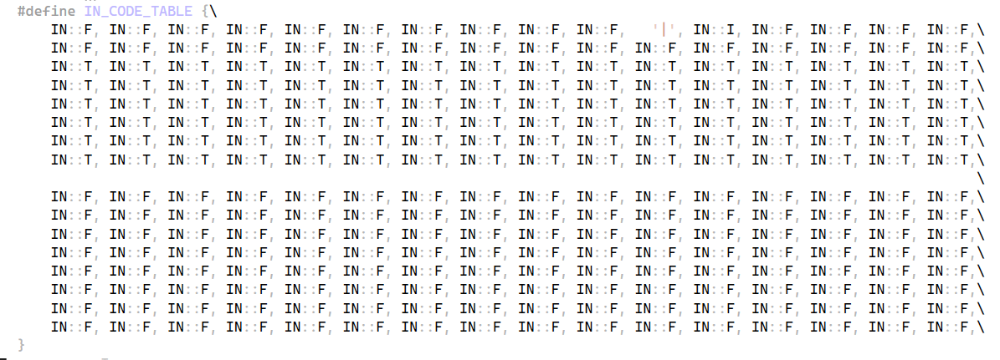 #define IN_CODE_TABLE {\
IN::F, IN::F, IN::F, IN::F, IN::F, IN::F, IN::F, IN::F, IN::F, IN::F, '|', IN::I, IN::F, IN::F, IN::F, IN::F,\
IN::F, IN::F, IN::F, IN::F, IN::F, IN::F, IN::F, IN::F, IN::F, IN::F, IN::F, IN::F, IN::F, IN::F, IN::F, IN::F,\
IN::T, IN::T, IN::T, IN::T, IN::T, IN::T, IN::T, IN::T, IN::T, IN::T, IN::T, IN::T, IN::T, IN::T, IN::T, IN::T,\
IN::T, IN::T, IN::T, IN::T, IN::T, IN::T, IN::T, IN::T, IN::T, IN::T, IN::T, IN::T, IN::T, IN::T, IN::T, IN::T,\
IN::T, IN::T, IN::T, IN::T, IN::T, IN::T, IN::T, IN::T, IN::T, IN::T, IN::T, IN::T, IN::T, IN::T, IN::T, IN::T,\
IN::T, IN::T, IN::T, IN::T, IN::T, IN::T, IN::T, IN::T, IN::T, IN::T, IN::T, IN::T, IN::T, IN::T, IN::T, IN::T,\
IN::T, IN::T, IN::T, IN::T, IN::T, IN::T, IN::T, IN::T, IN::T, IN::T, IN::T, IN::T, IN::T, IN::T, IN::T, IN::T,\
IN::T, IN::T, IN::T, IN::T, IN::T, IN::T, IN::T, IN::T, IN::T, IN::T, IN::T, IN::T, IN::T, IN::T, IN::T, IN::T,\
\
IN::F, IN::F, IN::F, IN::F, IN::F, IN::F, IN::F, IN::F, IN::F, IN::F, IN::F, IN::F, IN::F, IN::F, IN::F, IN::F,\
IN::F, IN::F, IN::F, IN::F, IN::F, IN::F, IN::F, IN::F, IN::F, IN::F, IN::F, IN::F, IN::F, IN::F, IN::F, IN::F,\
IN::F, IN::F, IN::F, IN::F, IN::F, IN::F, IN::F, IN::F, IN::F, IN::F, IN::F, IN::F, IN::F, IN::F, IN::F, IN::F,\
IN::F, IN::F, IN::F, IN::F, IN::F, IN::F, IN::F, IN::F, IN::F, IN::F, IN::F, IN::F, IN::F, IN::F, IN::F, IN::F,\
IN::F, IN::F, IN::F, IN::F, IN::F, IN::F, IN::F, IN::F, IN::F, IN::F, IN::F, IN::F, IN::F, IN::F, IN::F, IN::F,\
IN::F, IN::F, IN::F, IN::F, IN::F, IN::F, IN::F, IN::F, IN::F, IN::F, IN::F, IN::F, IN::F, IN::F, IN::F, IN::F,\
IN::F, IN::F, IN::F, IN::F, IN::F, IN::F, IN::F, IN::F, IN::F, IN::F, IN::F, IN::F, IN::F, IN::F, IN::F, IN::F,\
IN::F, IN::F, IN::F, IN::F, IN::F, IN::F, IN::F, IN::F, IN::F, IN::F, IN::F, IN::F, IN::F, IN::F, IN::F, IN::F,\
}